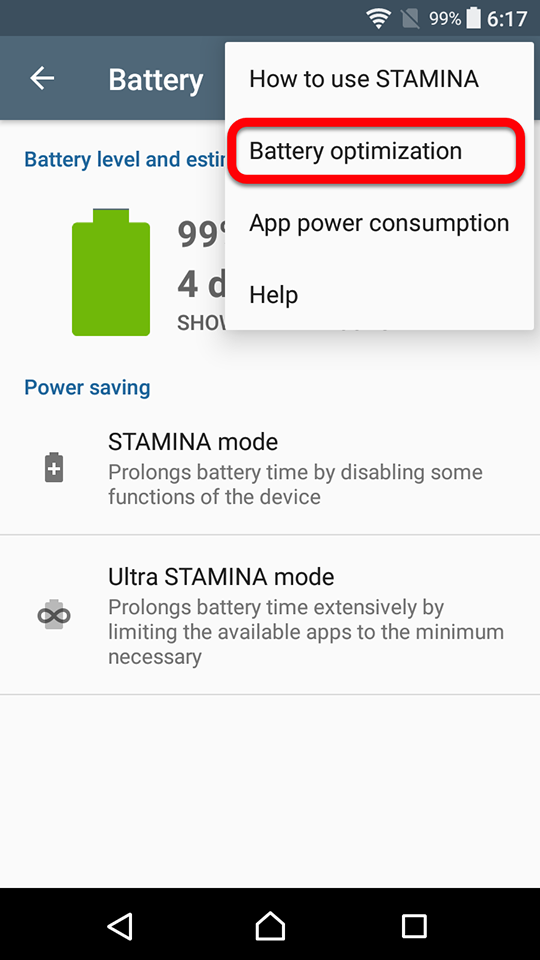 99% 6:17
Battery
How to use STAMINA
Battery optimization
App power consumption
Help
Battery level and
99%
4
Power saving
STAMINA mode
Prolongs battery time by disabling some
functions of the device
Ultra STAMINA mode
Prolongs battery time extensively by
limiting the available apps to the minimum
necessary